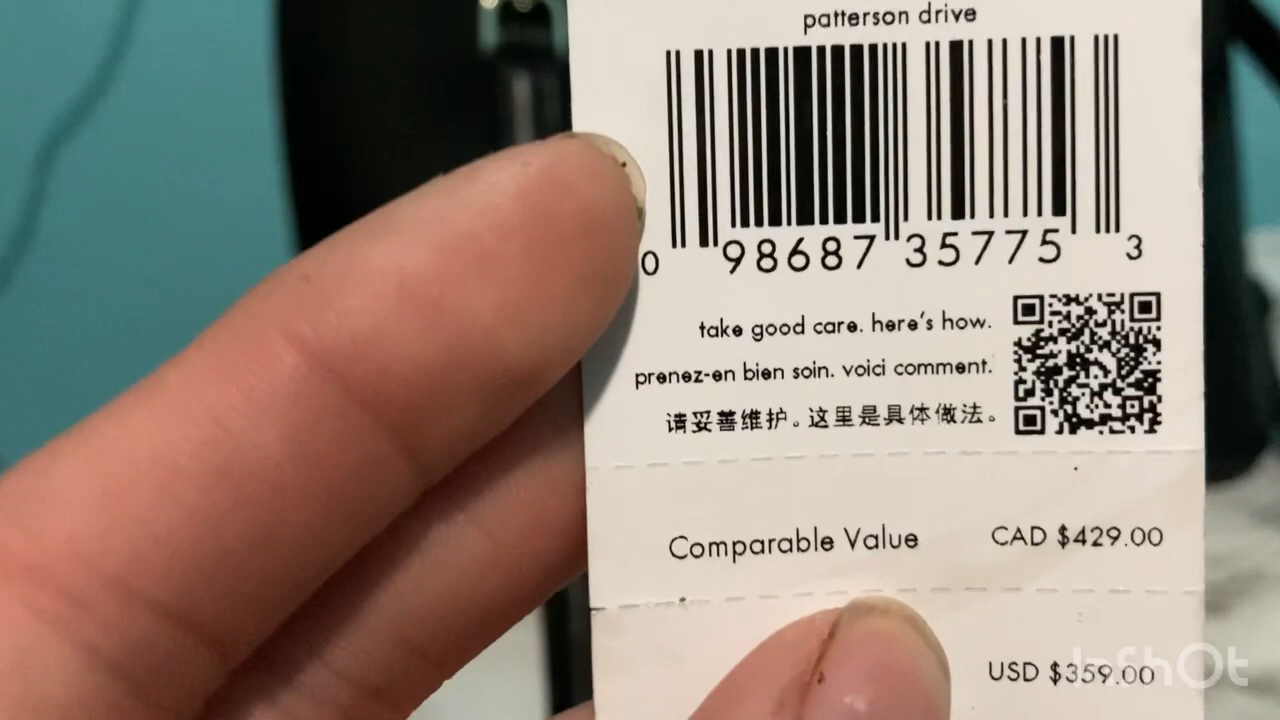 patterson drive
0 98687 35775 3
take good care. here's how.
prenez-en bien soin. voici comment.
请妥善维护。这里是具体做法。
Comparable Value CAD $429.00
USD $359.00
InShOt